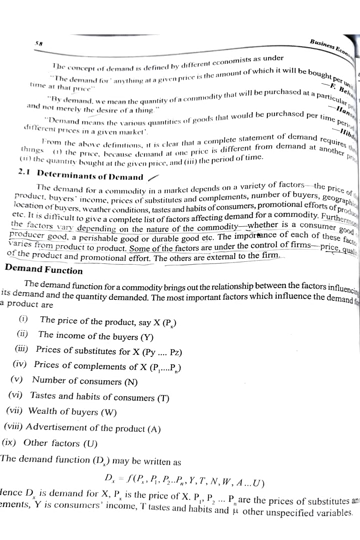 58
Business Econo
The concept of demand is defined by different economists as under
"The demand for anything at a given price is the amount of which it will be bought per unit
time at that price"
"By demand, we mean the quantity of a commodity that will be purchased at a particular
and not merely the desire of a thing."
"Demand means the various quantities of goods that would be purchased per time period
different prices in a given market'.
From the above definitions, it is clear that a complete statement of demand requires
things (i) the price, because demand at one price is different from demand at another
(ii) the quantity bought at the given price, and (iii) the period of time.
2.1 Determinants of Demand
The demand for a commodity in a market depends on a variety of factors—the price of
product, buyers' income, prices of substitutes and complements, number of buyers, geographi
location of buyers, weather conditions, tastes and habits of consumers, promotional efforts of
etc. It is difficult to give a complete list of factors affecting demand for a commodity. Furthermore
the factors vary depending on the nature of the commodity—whether is a consumer good
producer good, a perishable good or durable good etc. The importance of each of these facto
varies from product to product. Some of the factors are under the control of firms—price, quali
of the product and promotional effort. The others are external to the firm.
Demand Function
The demand function for a commodity brings out the relationship between the factors influencing
its demand and the quantity demanded. The most important factors which influence the demand
a product are
(i) The price of the product, say X (Pₓ)
(ii) The income of the buyers (Y)
(iii) Prices of substitutes for X (Py .... Pz)
(iv) Prices of complements of X (P₁....Pₙ)
(v) Number of consumers (N)
(vi) Tastes and habits of consumers (T)
(vii) Wealth of buyers (W)
(viii) Advertisement of the product (A)
(ix) Other factors (U)
The demand function (Dₓ) may be written as
Dₓ = f(Pₓ, P₁, P₂..Pₙ, Y, T, N, W, A...U)
Hence Dₓ is demand for X, Pₓ is the price of X. P₁, P₂ ... Pₙ are the prices of substitutes an
ements, Y is consumers' income, T tastes and habits and μ other unspecified variables.